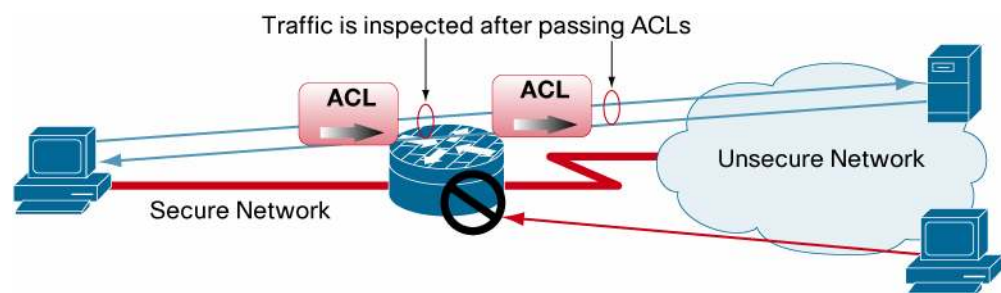 Traffic is inspected after passing ACLs
ACL
ACL
Unsecure Network
Secure Network